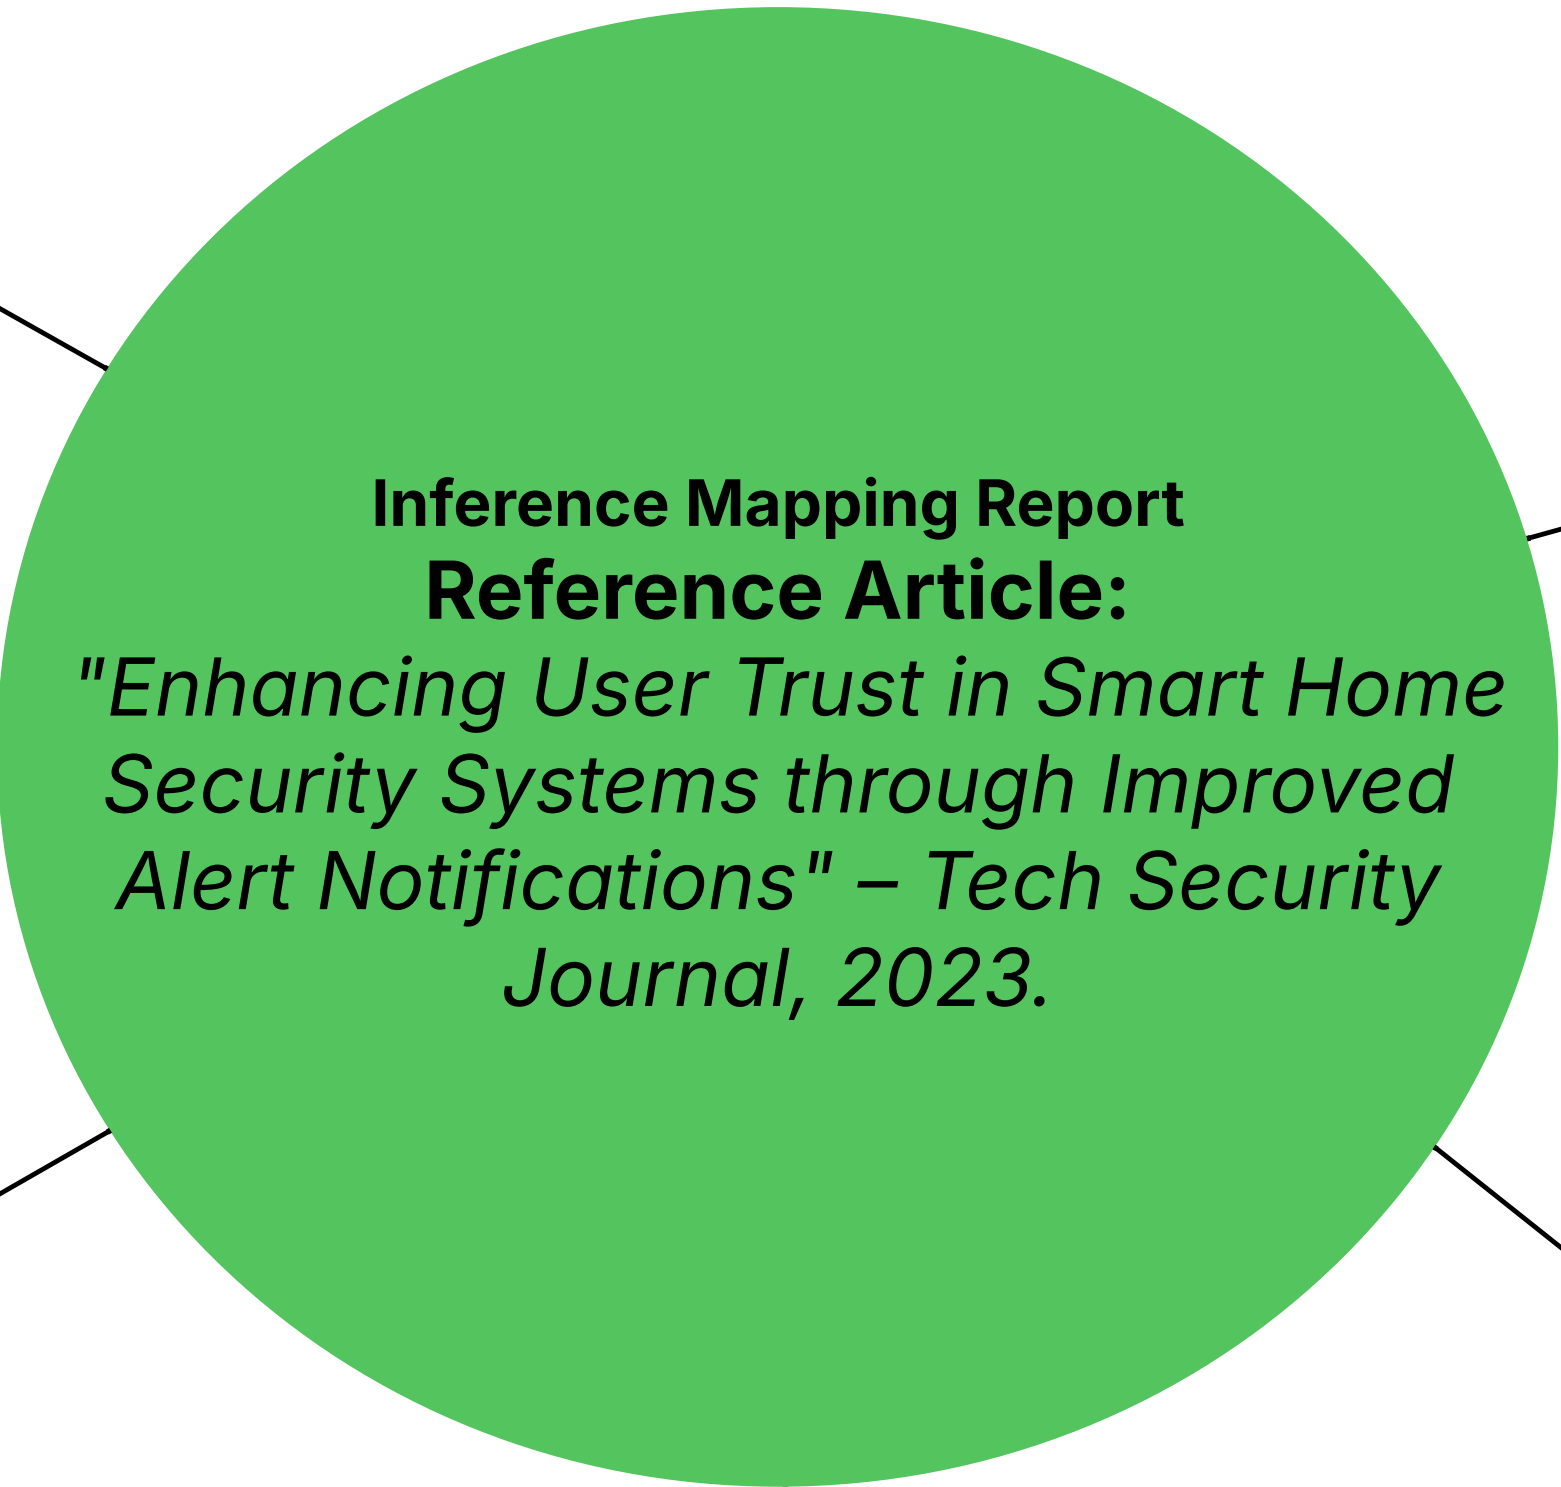 Inference Mapping Report
Reference Article:
"Enhancing User Trust in Smart Home
Security Systems through Improved
Alert Notifications" – Tech Security
Journal, 2023.